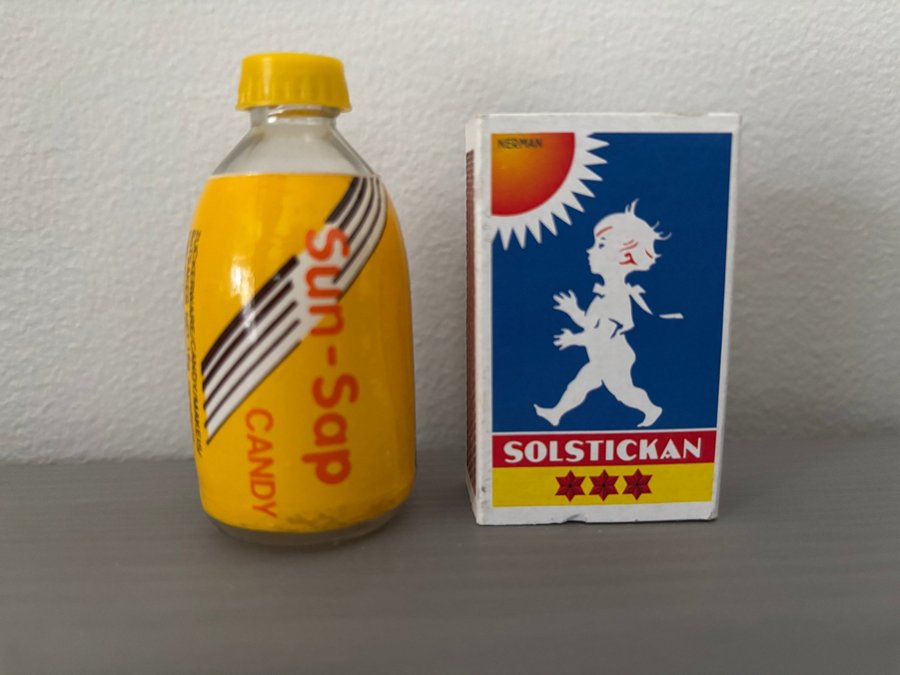 Sun-Sap
CANDY
NERMAN
SOLSTICKAN